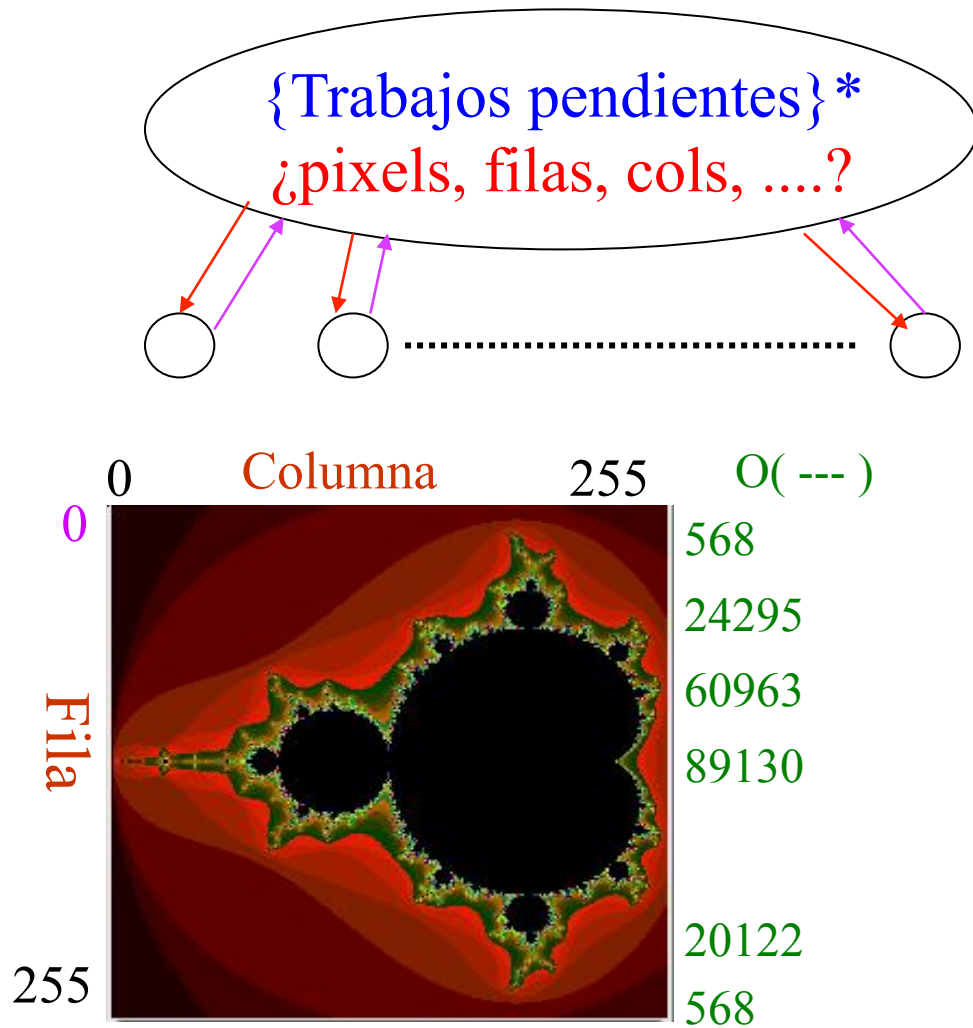 {Trabajos pendientes}*
¿pixels, filas, cols, ....?
0 Columna 255 O( --- )
0
568
24295
60963
Fila
89130
20122
255
568